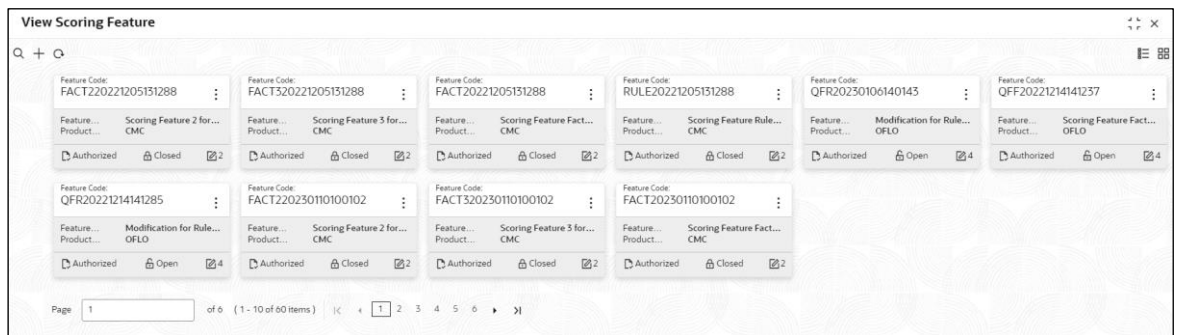 View Scoring Feature
Feature Code: Feature Code: Feature Code: Feature Code: Feature Code: Feature Code:
FACT220221205131288 FACT320221205131288 FACT20221205131288 RULE20221205131288 QFR20230106140143 QFF20221214141237
Feature... Scoring Feature 2 for... Feature... Scoring Feature 3 for... Feature... Scoring Feature Fact... Feature... Scoring Feature Rule... Feature... Modification for Rule... Feature... Scoring Feature Fact...
Product... CMC Product... CMC Product... CMC Product... CMC Product... OFLO Product... OFLO
Authorized Closed 2 Authorized Closed 2 Authorized Closed 2 Authorized Closed 2 Authorized Open 4 Authorized Open 4
Feature Code: Feature Code: Feature Code: Feature Code:
QFR20221214141285 FACT220230110100102 FACT320230110100102 FACT20230110100102
Feature... Modification for Rule... Feature... Scoring Feature 2 for... Feature... Scoring Feature 3 for... Feature... Scoring Feature Fact...
Product... OFLO Product... CMC Product... CMC Product... CMC
Authorized Open 4 Authorized Closed 2 Authorized Closed 2 Authorized Closed 2
Page 1 of 6 (1 - 10 of 60 items) 1 2 3 4 5 6